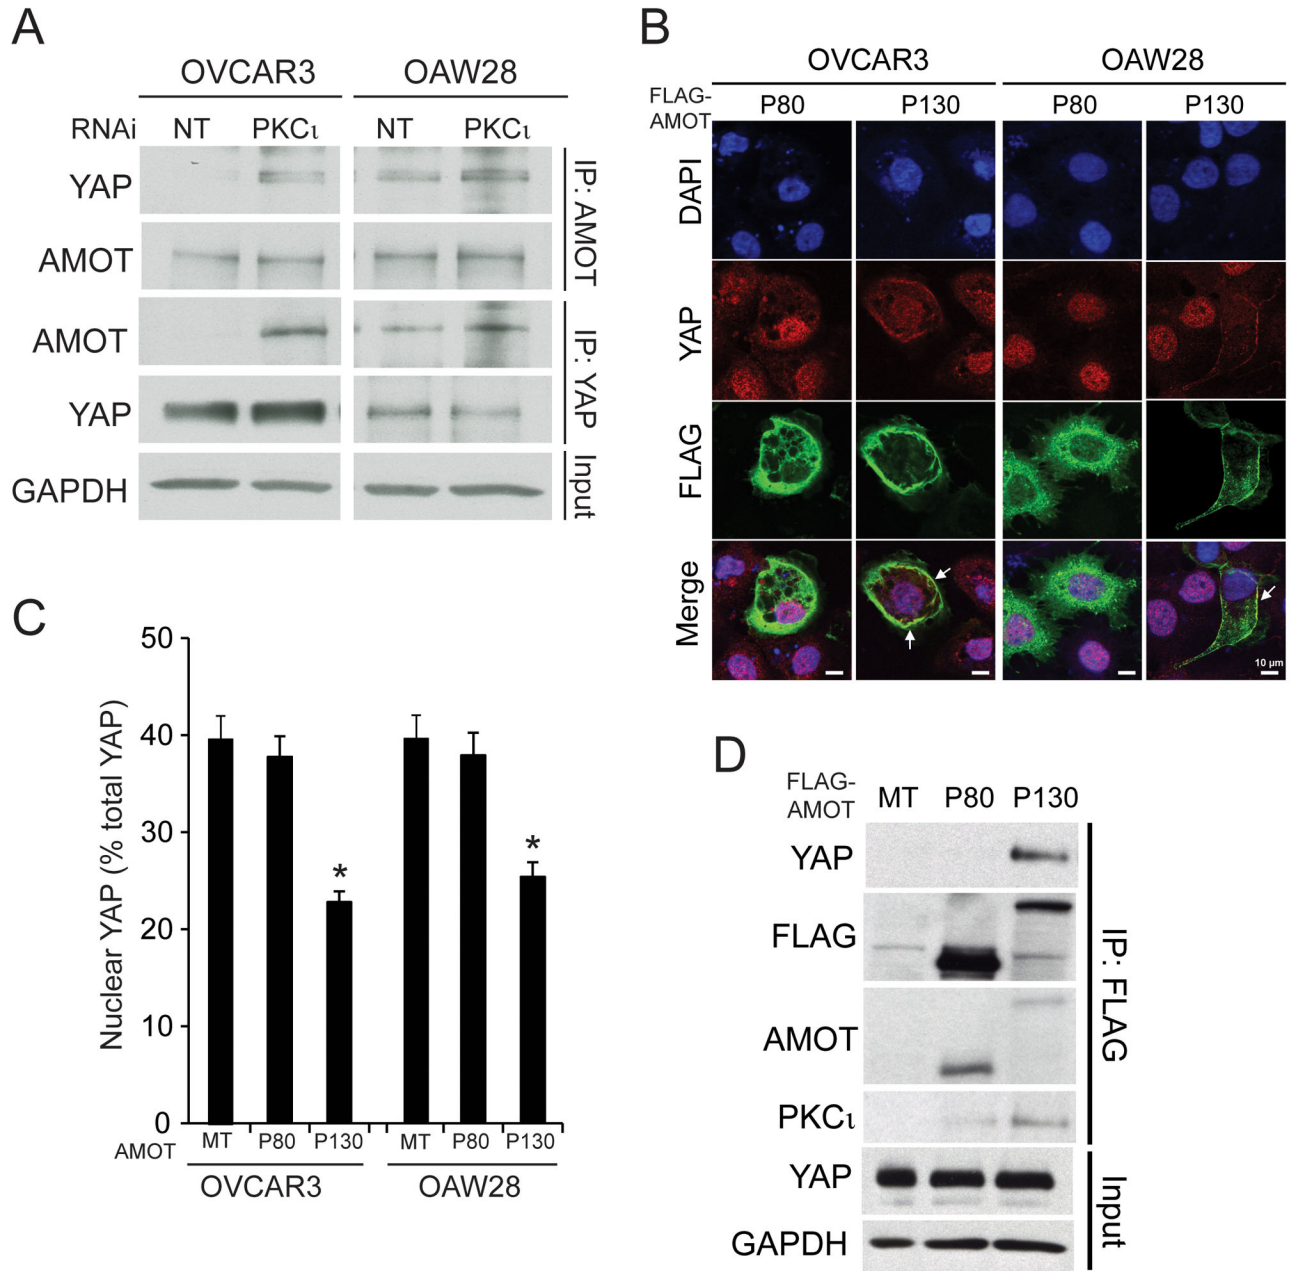 A
OVCAR3 OAW28
RNAi NT PKCι NT PKCι
YAP
AMOT
IP: AMOT
AMOT
YAP
IP: YAP
GAPDH
Input
B
OVCAR3 OAW28
FLAG-
AMOT
P80 P130 P80 P130
DAPI
YAP
FLAG
Merge
10 µm
C
Nuclear YAP (% total YAP)
50
40
30
20
10
0
* *
AMOT MT P80 P130 MT P80 P130
OVCAR3 OAW28
D
FLAG-
AMOT
MT P80 P130
YAP
FLAG
AMOT
PKCι
IP: FLAG
YAP
GAPDH
Input